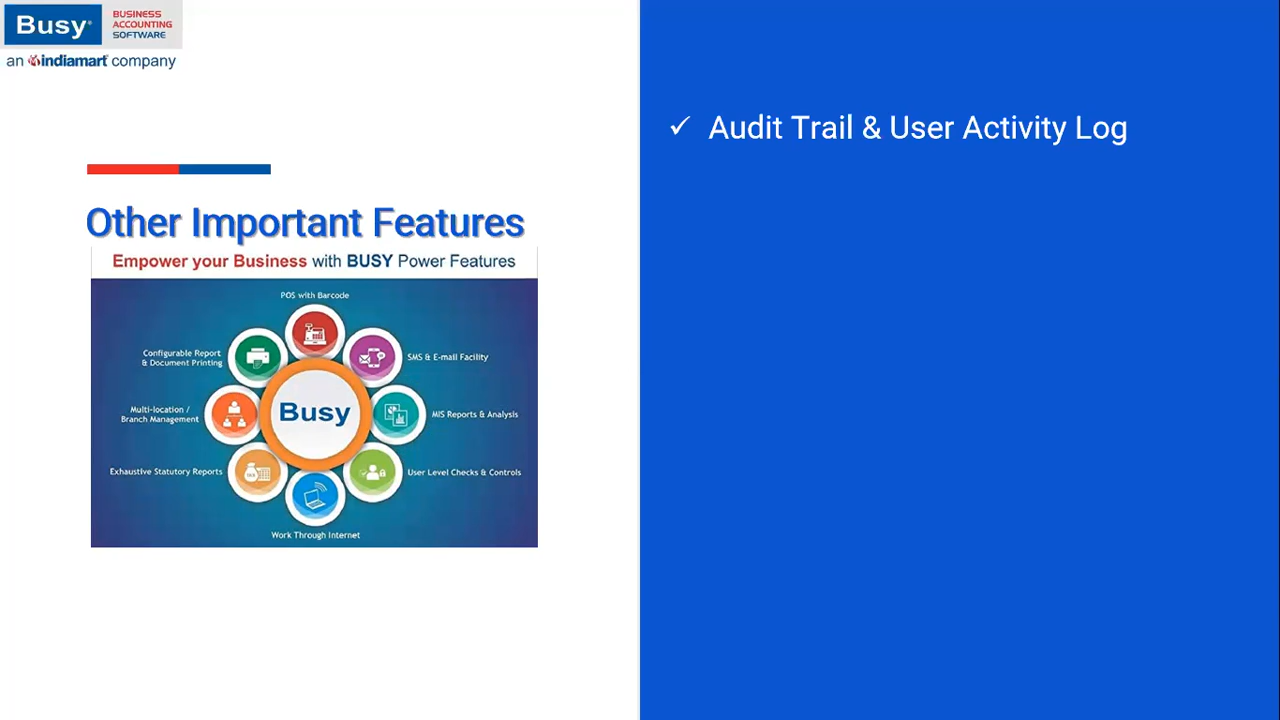 Busy
BUSINESS
ACCOUNTING
SOFTWARE
an indiamart company
Other Important Features
Empower your Business with BUSY Power Features
POS with Barcode
Configurable Report
& Document Printing
SMS & E-mail Facility
Multi-location /
Branch Management
Busy
MIS Reports & Analysis
Exhaustive Statutory Reports
User Level Checks & Controls
Work Through Internet
✓ Audit Trail & User Activity Log